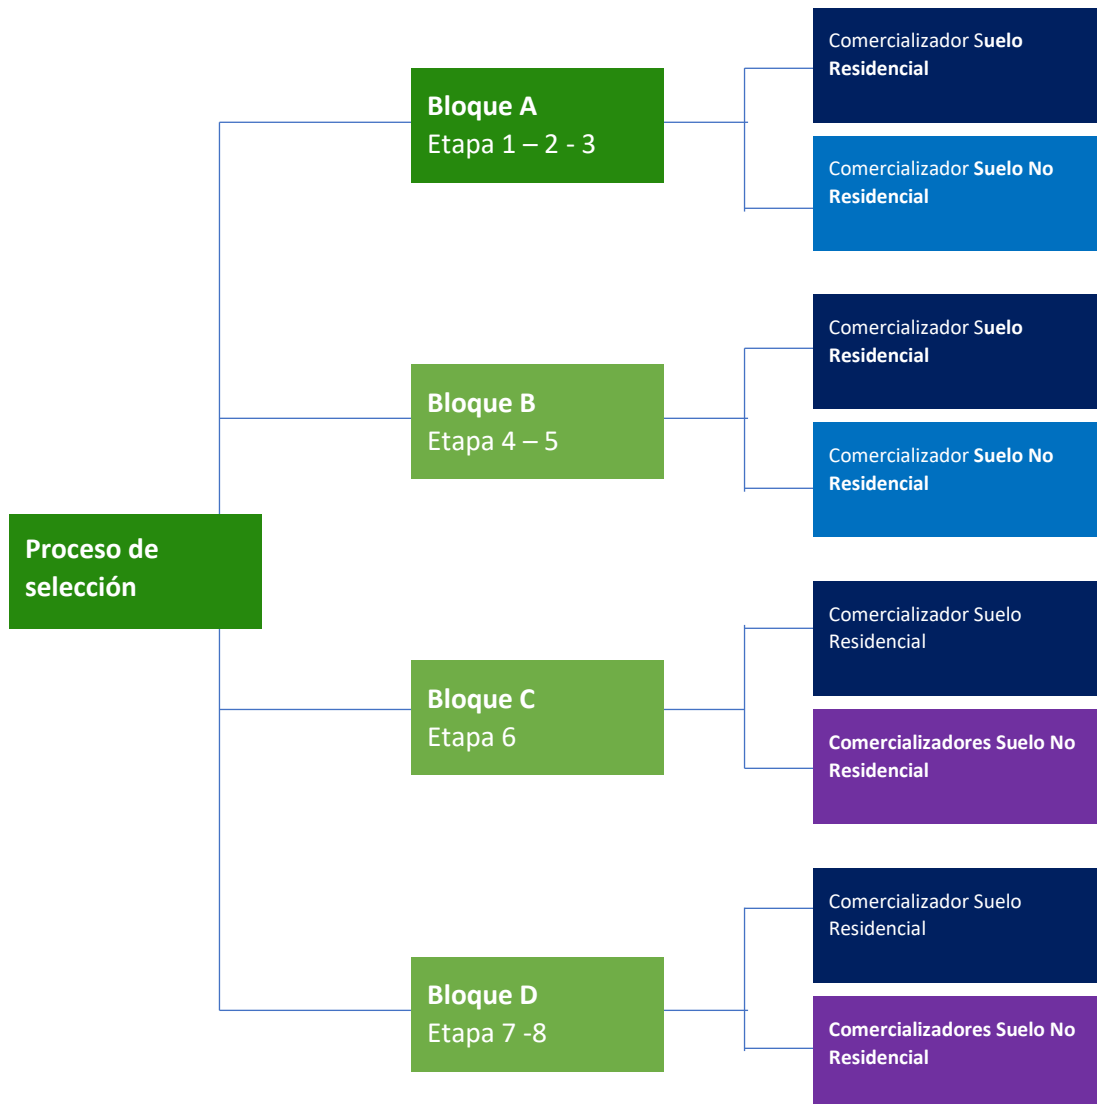 Proceso de
selección
Bloque A
Etapa 1 – 2 - 3
Comercializador Suelo
Residencial
Comercializador Suelo No
Residencial
Bloque B
Etapa 4 – 5
Comercializador Suelo
Residencial
Comercializador Suelo No
Residencial
Bloque C
Etapa 6
Comercializador Suelo
Residencial
Comercializadores Suelo No
Residencial
Bloque D
Etapa 7 -8
Comercializador Suelo
Residencial
Comercializadores Suelo No
Residencial